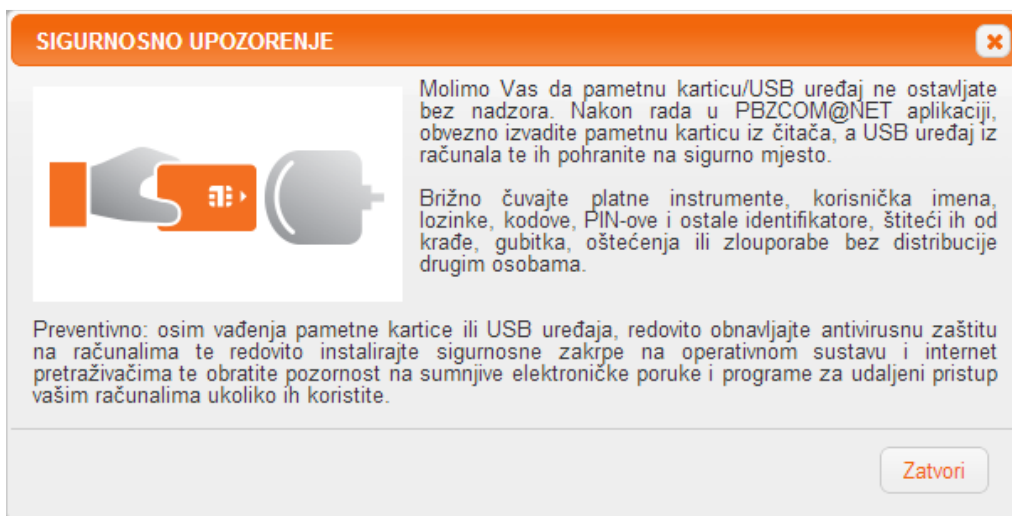 SIGURNOSNO UPOZORENJE
Molimo Vas da pametnu karticu/USB uređaj ne ostavljate
bez nadzora. Nakon rada u PBZCOM@NET aplikaciji,
obvezno izvadite pametnu karticu iz čitača, a USB uređaj iz
računala te ih pohranite na sigurno mjesto.
Brižno čuvajte platne instrumente, korisnička imena,
lozinke, kodove, PIN-ove i ostale identifikatore, štiteći ih od
krađe, gubitka, oštećenja ili zlouporabe bez distribucije
drugim osobama.
Preventivno: osim vađenja pametne kartice ili USB uređaja, redovito obnavljajte antivirusnu zaštitu
na računalima te redovito instalirajte sigurnosne zakrpe na operativnom sustavu i internet
pretraživačima te obratite pozornost na sumnjive elektroničke poruke i programe za udaljeni pristup
vašim računalima ukoliko ih koristite.
Zatvori